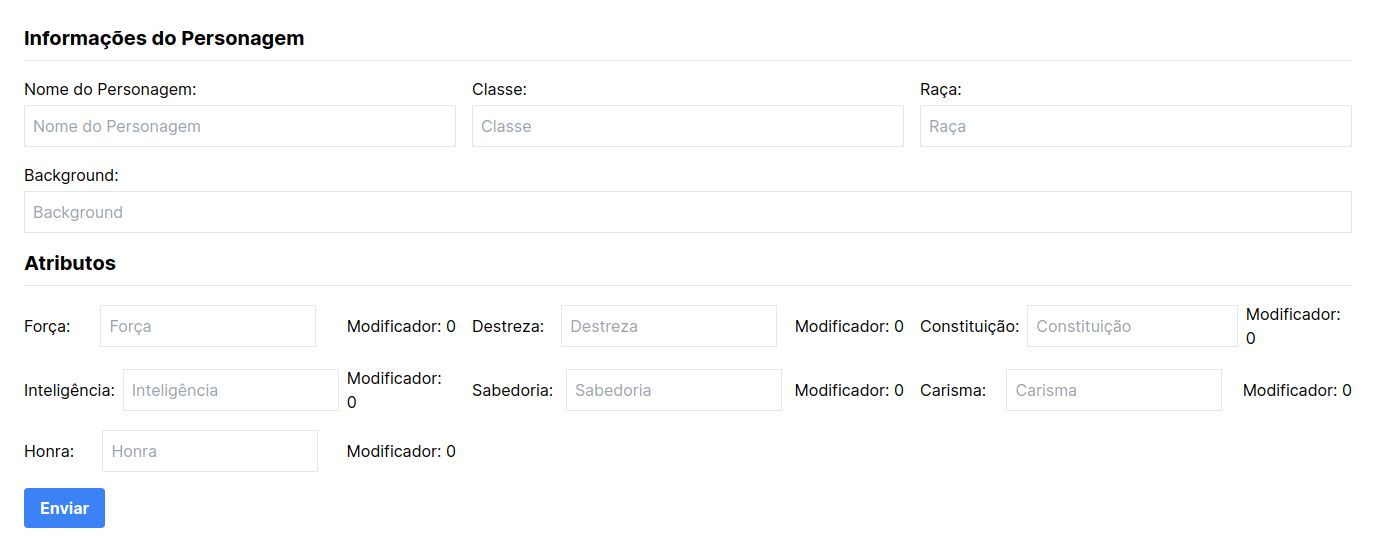 Informações do Personagem
Nome do Personagem: Classe: Raça:
Nome do Personagem Classe Raça
Background:
Background
Atributos
Força: Força Modificador: 0 Destreza: Destreza Modificador: 0 Constituição: Constituição Modificador: 0
Inteligência: Inteligência Modificador: 0 Sabedoria: Sabedoria Modificador: 0 Carisma: Carisma Modificador: 0
Honra: Honra Modificador: 0
Enviar